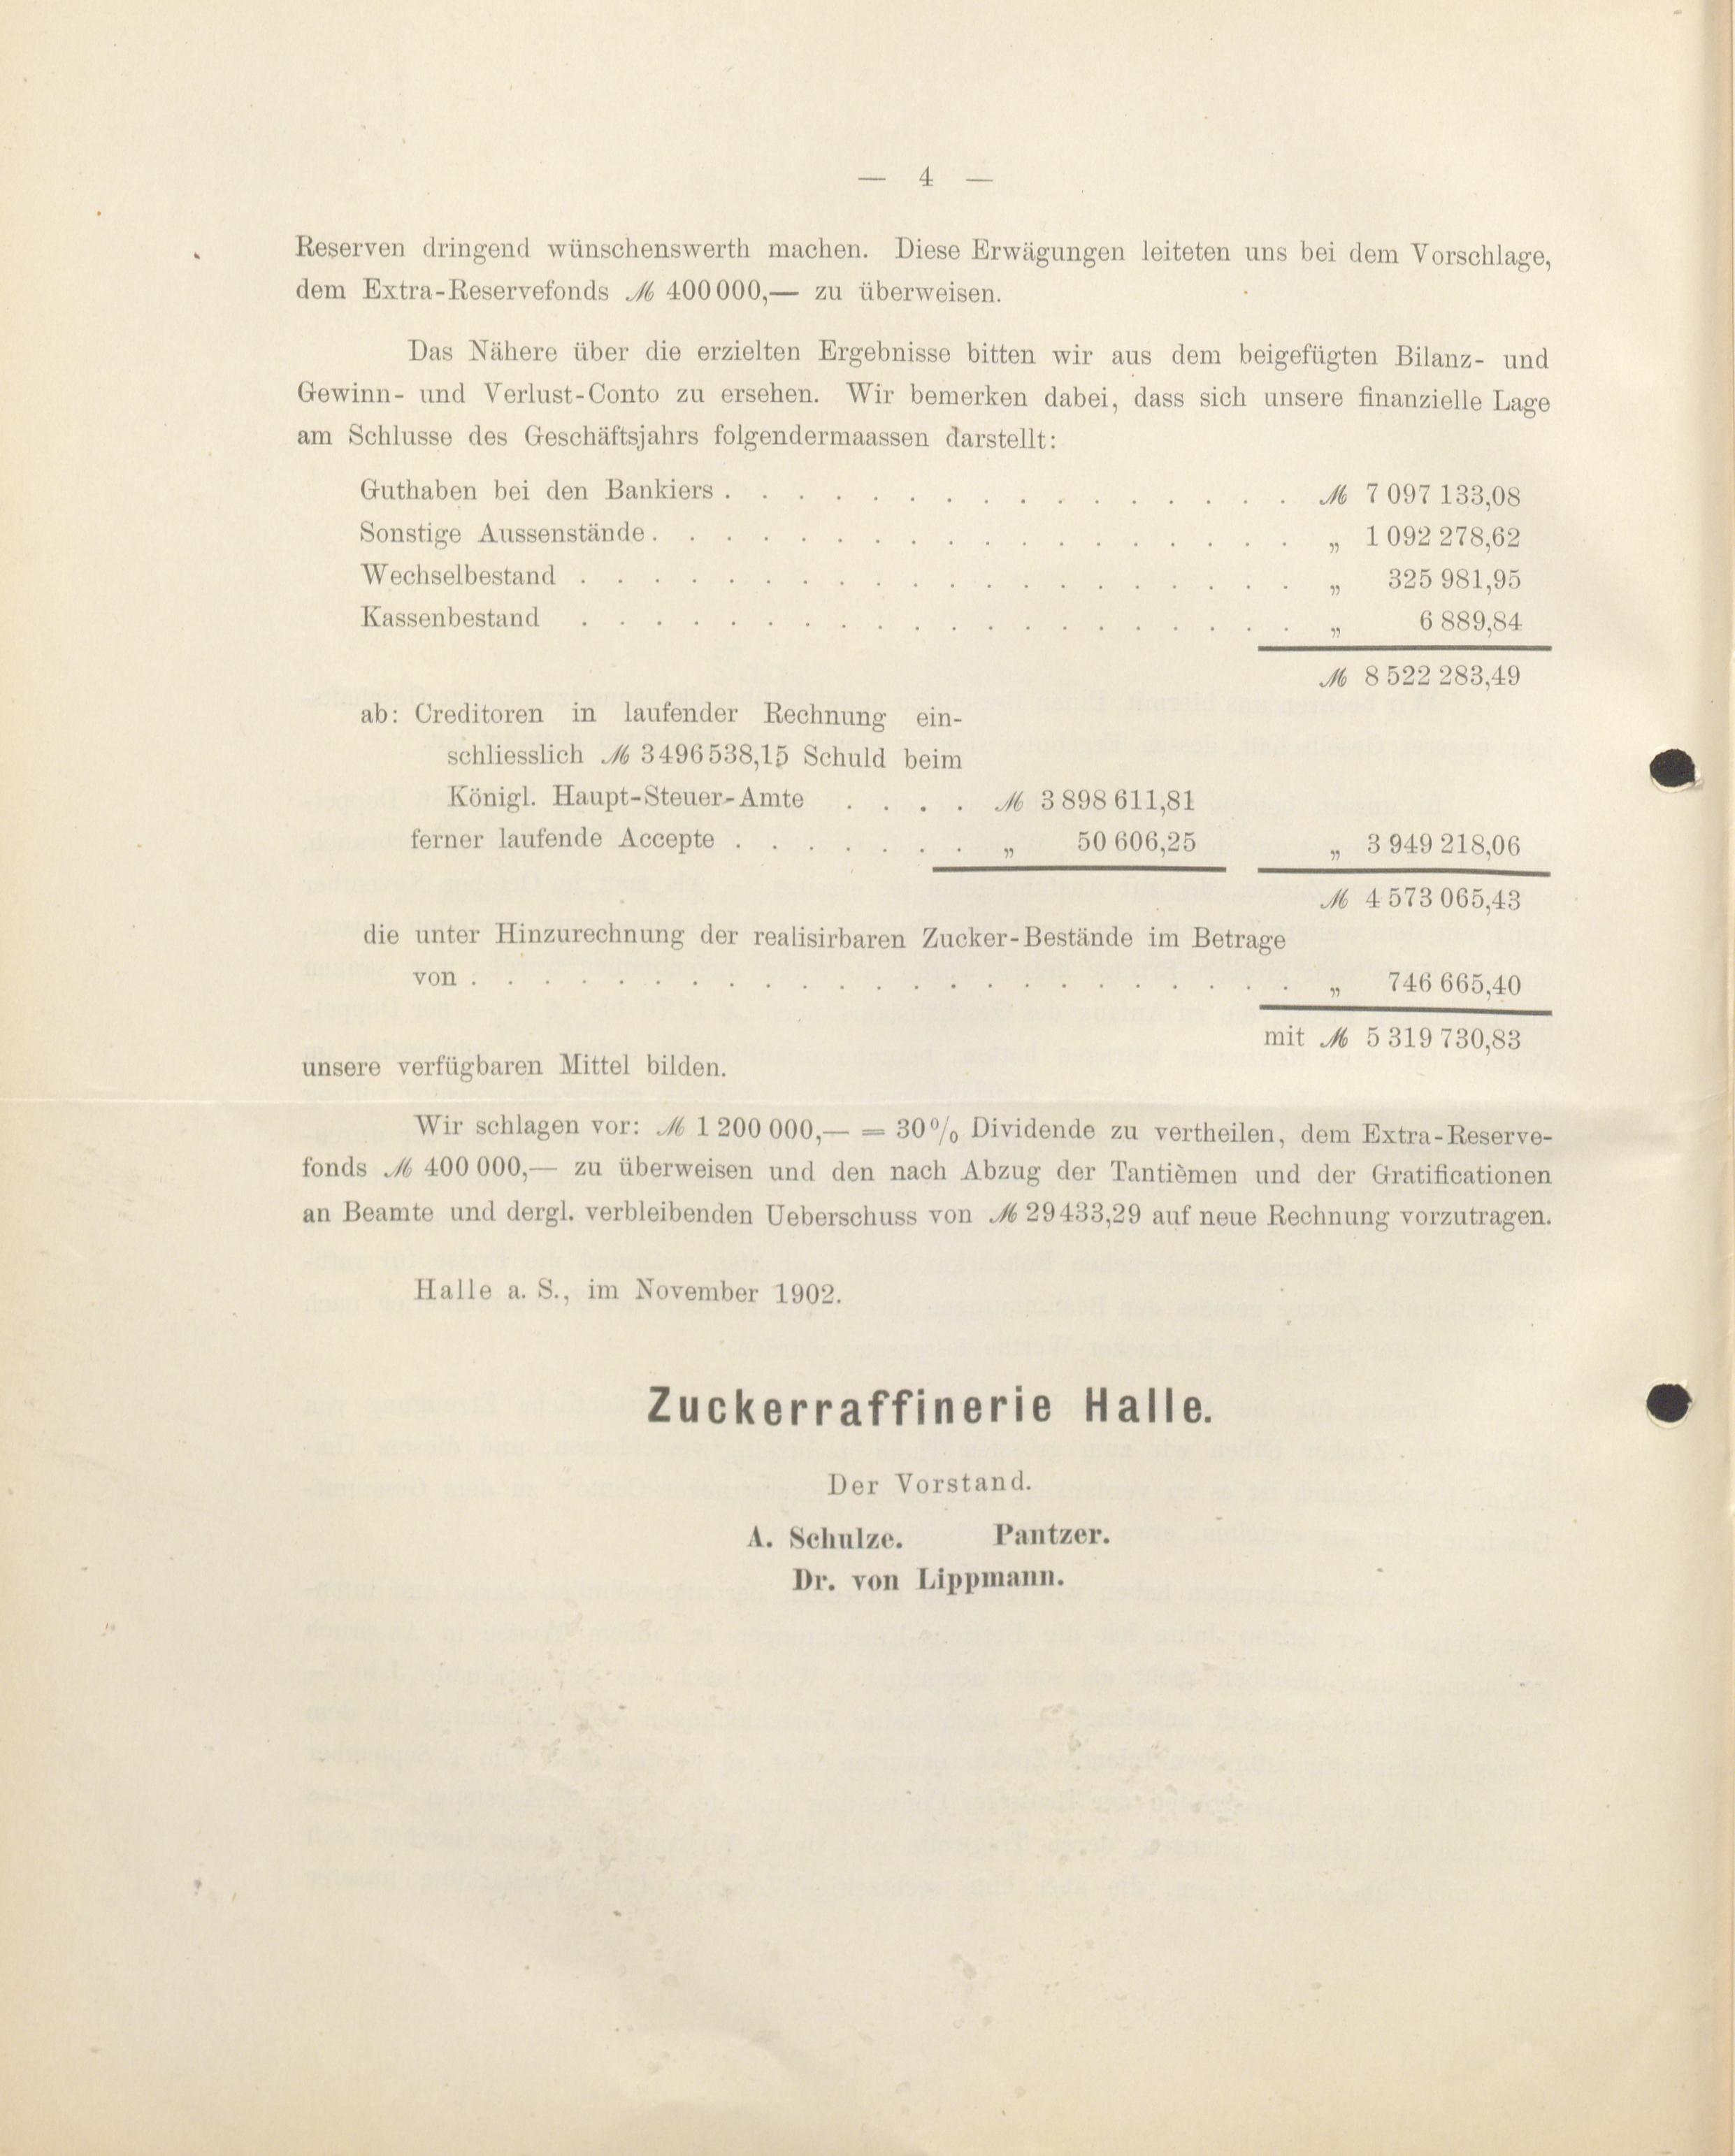 — 4 —
Reserven dringend wünschenswerth machen. Diese Erwägungen leiteten uns bei dem Vorschlage,
dem Extra-Reservefonds ℳ 400000,— zu überweisen.
Das Nähere über die erzielten Ergebnisse bitten wir aus dem beigefügten Bilanz- und
Gewinn- und Verlust-Conto zu ersehen. Wir bemerken dabei, dass sich unsere finanzielle Lage
am Schlusse des Geschäftsjahrs folgendermaassen darstellt:
Guthaben bei den Bankiers . . . . . . . . . . . . . . . . ℳ 7 097 133,08
Sonstige Aussenstände . . . . . . . . . . . . . . . . . . „ 1 092 278,62
Wechselbestand . . . . . . . . . . . . . . . . . . . . „ 325 981,95
Kassenbestand . . . . . . . . . . . . . . . . . . . . „ 6 889,84
ℳ 8 522 283,49
ab: Creditoren in laufender Rechnung ein-
schliesslich ℳ 3496538,15 Schuld beim
Königl. Haupt-Steuer-Amte . . . . ℳ 3 898 611,81
ferner laufende Accepte . . . . . . . „ 50 606,25 „ 3 949 218,06
ℳ 4 573 065,43
die unter Hinzurechnung der realisirbaren Zucker-Bestände im Betrage
von . . . . . . . . . . . . . . . . . . . . . . . „ 746 665,40
mit ℳ 5 319 730,83
unsere verfügbaren Mittel bilden.
Wir schlagen vor: ℳ 1 200 000,— = 30% Dividende zu vertheilen, dem Extra-Reserve-
fonds ℳ 400 000,— zu überweisen und den nach Abzug der Tantièmen und der Gratificationen
an Beamte und dergl. verbleibenden Ueberschuss von ℳ 29433,29 auf neue Rechnung vorzutragen.
Halle a. S., im November 1902.
Zuckerraffinerie Halle.
Der Vorstand.
A. Schulze. Pantzer.
Dr. von Lippmann.